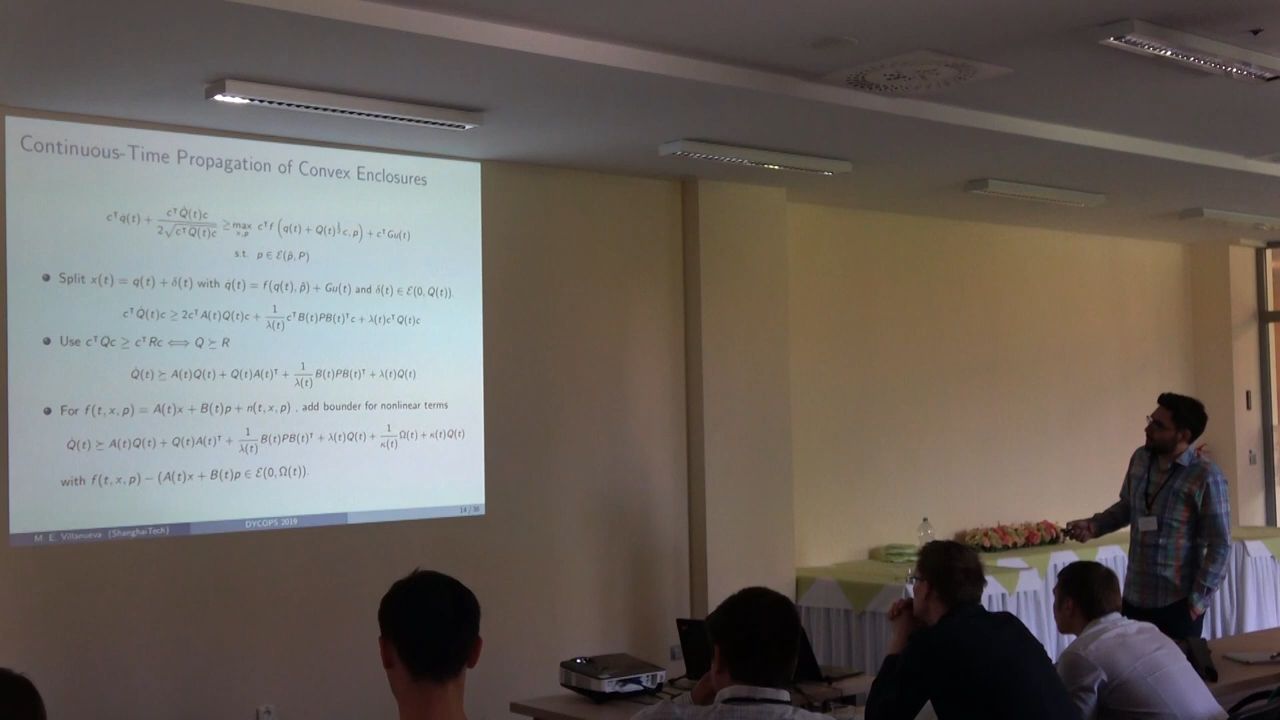 Continuous-Time Propagation of Convex Enclosures
c⊤q̇(t) + c⊤Q̇(t)c / 2√c⊤Q(t)c ≥ max x,p c⊤f (q(t) + Q(t)^½ c, p) + c⊤Gu(t)
s.t. p ∈ ℰ(p̂, P)
Split x(t) = q(t) + δ(t) with q̇(t) = f(q(t), p̂) + Gu(t) and δ(t) ∈ ℰ(0, Q(t)).
c⊤Q̇(t)c ≥ 2c⊤A(t)Q(t)c + 1/λ(t) c⊤B(t)PB(t)⊤c + λ(t)c⊤Q(t)c
Use c⊤Qc ≥ c⊤Rc ⟺ Q ⪰ R
Q̇(t) ⪰ A(t)Q(t) + Q(t)A(t)⊤ + 1/λ(t) B(t)PB(t)⊤ + λ(t)Q(t)
For f(t, x, p) = A(t)x + B(t)p + n(t, x, p) , add bounder for nonlinear terms
Q̇(t) ⪰ A(t)Q(t) + Q(t)A(t)⊤ + 1/λ(t) B(t)PB(t)⊤ + λ(t)Q(t) + 1/κ(t) Ω(t) + κ(t)Q(t)
with f(t, x, p) − (A(t)x + B(t)p ∈ ℰ(0, Ω(t)).
M. E. Villanueva (ShanghaiTech) DYCOPS 2019